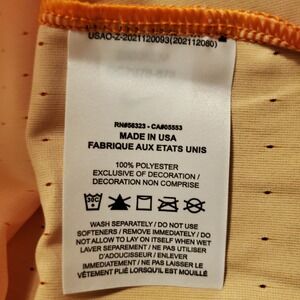 USAO-Z-2021120093(202112080)
RN#56323 - CA#05553
MADE IN USA
FABRIQUE AUX ETATS UNIS
100% POLYESTER
EXCLUSIVE OF DECORATION /
DECORATION NON COMPRISE
30C
WASH SEPARATELY / DO NOT USE
SOFTENERS / REMOVE IMMEDIATELY / DO
NOT ALLOW TO LAY ON ITSELF WHEN WET
LAVER SEPARATELY / NE PAS UTILISER
D'ADOUCISSEUR / ENLEVER
IMMEDIATEMENT / NE PAS LAISSER LE
VÊTEMENT PLIÉ LORSQU'IL EST MOUILLÉ